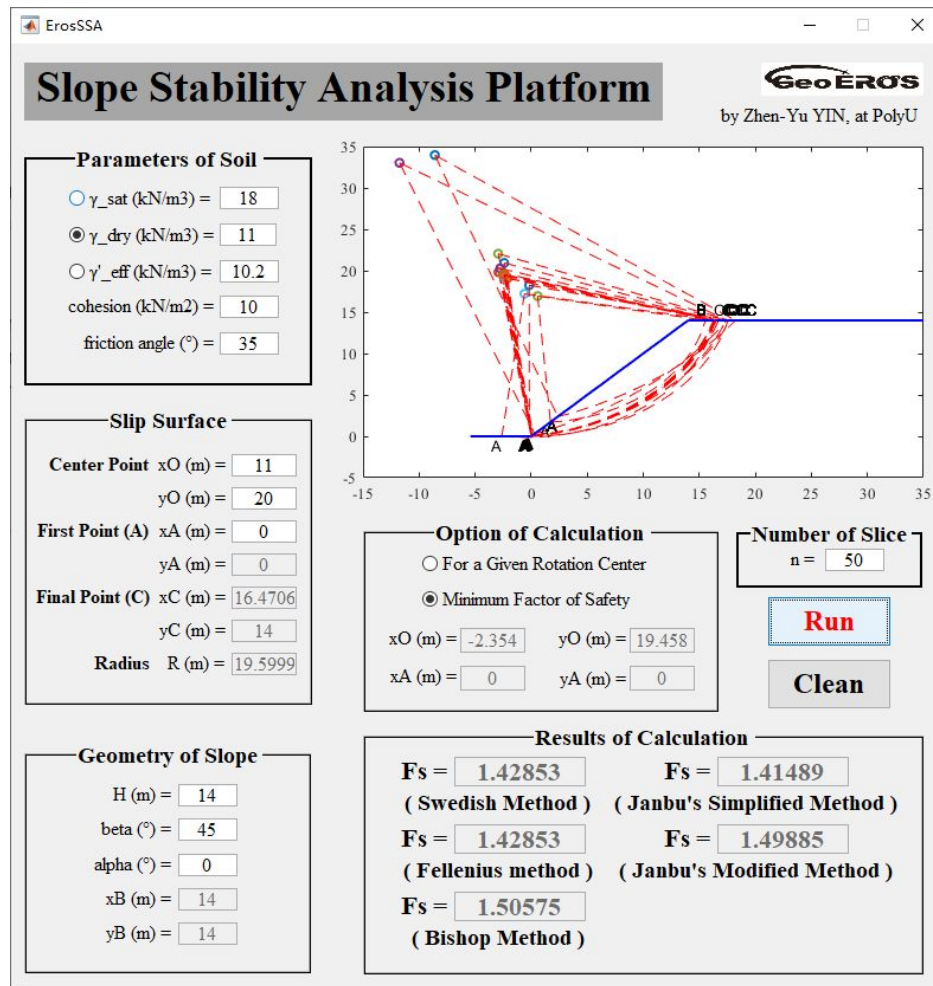 ErosSSA
Slope Stability Analysis Platform
GeoEROS
by Zhen-Yu YIN, at PolyU
Parameters of Soil
γ_sat (kN/m3) = 18
γ_dry (kN/m3) = 11
γ'_eff (kN/m3) = 10.2
cohesion (kN/m2) = 10
friction angle (°) = 35
35
30
25
20
15
10
5
0
-5
B
C
A
A
A
-15 -10 -5 0 5 10 15 20 25 30 35
Slip Surface
Center Point xO (m) = 11
yO (m) = 20
First Point (A) xA (m) = 0
yA (m) = 0
Final Point (C) xC (m) = 16.4706
yC (m) = 14
Radius R (m) = 19.5999
Option of Calculation
For a Given Rotation Center
Minimum Factor of Safety
xO (m) = -2.354 yO (m) = 19.458
xA (m) = 0 yA (m) = 0
Number of Slice
n = 50
Run
Clean
Geometry of Slope
H (m) = 14
beta (°) = 45
alpha (°) = 0
xB (m) = 14
yB (m) = 14
Results of Calculation
Fs = 1.42853 Fs = 1.41489
( Swedish Method ) ( Janbu's Simplified Method )
Fs = 1.42853 Fs = 1.49885
( Fellenius method ) ( Janbu's Modified Method )
Fs = 1.50575
( Bishop Method )